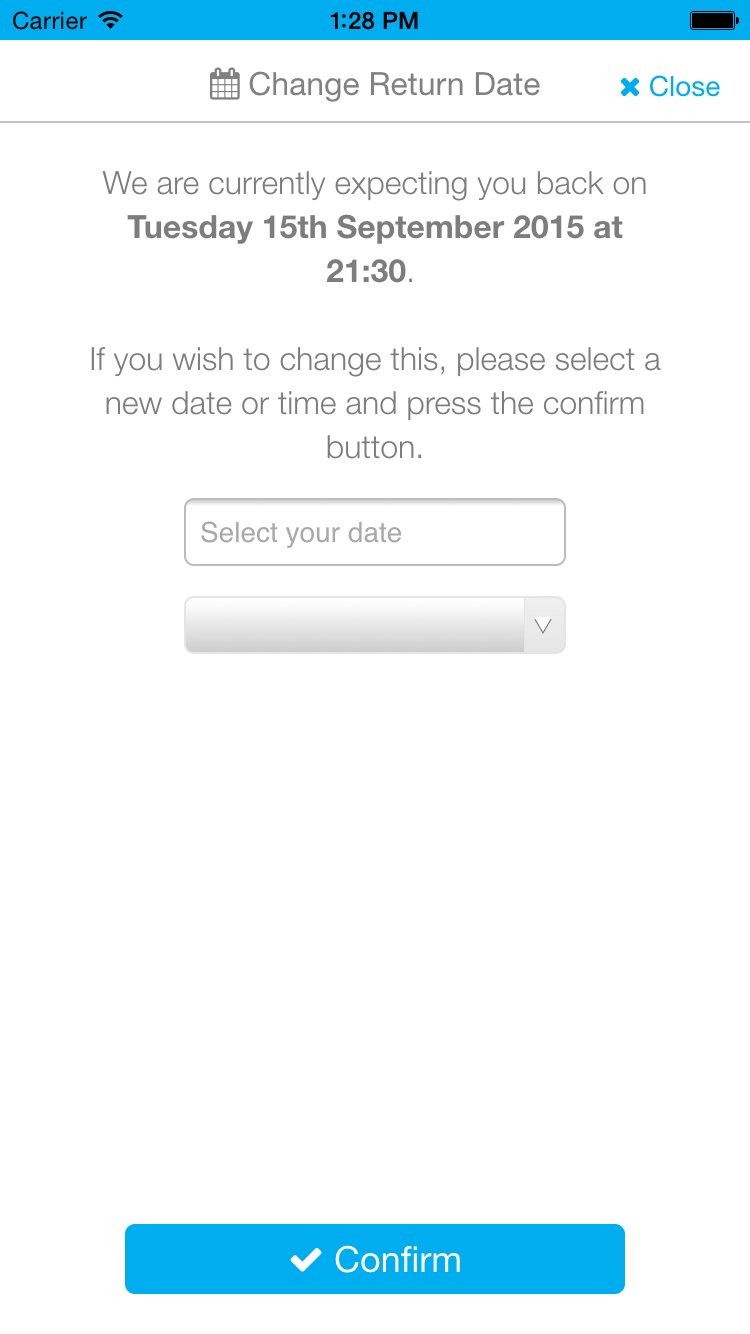 Carrier 1:28 PM
Change Return Date
Close
We are currently expecting you back on
Tuesday 15th September 2015 at
21:30.
If you wish to change this, please select a
new date or time and press the confirm
button.
Select your date
Confirm